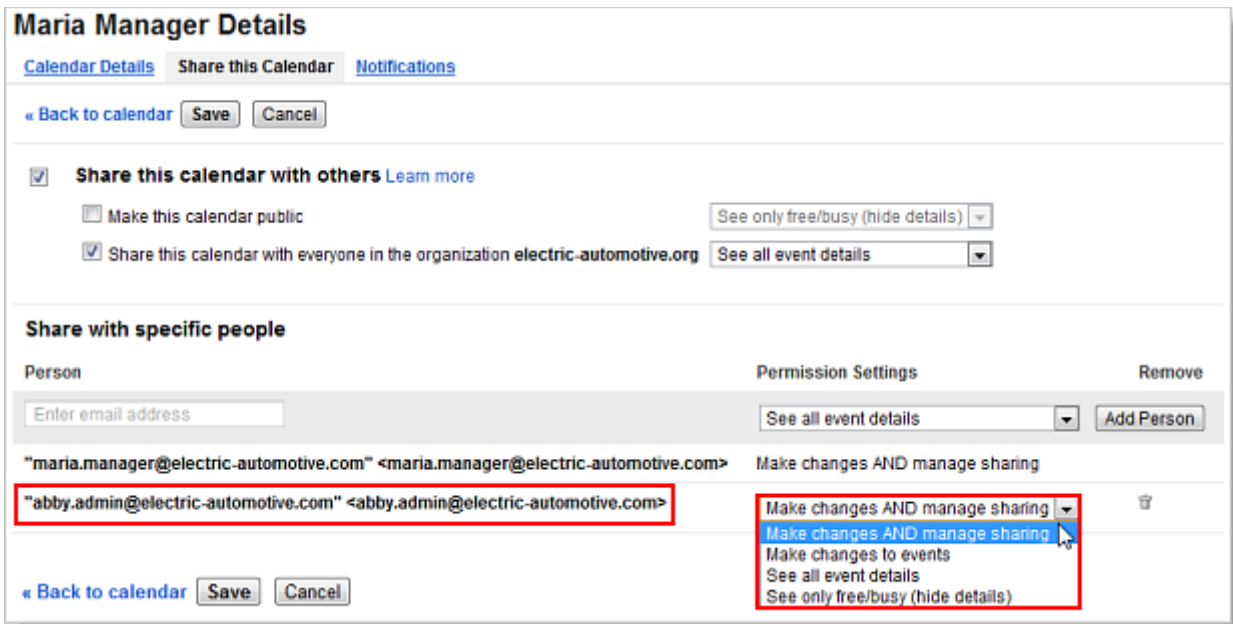 Maria Manager Details
Calendar Details Share this Calendar Notifications
« Back to calendar Save Cancel
Share this calendar with others Learn more
Make this calendar public See only free/busy (hide details)
Share this calendar with everyone in the organization electric-automotive.org See all event details
Share with specific people
Person Permission Settings Remove
Enter email address See all event details Add Person
"maria.manager@electric-automotive.com" <maria.manager@electric-automotive.com> Make changes AND manage sharing
"abby.admin@electric-automotive.com" <abby.admin@electric-automotive.com> Make changes AND manage sharing
Make changes AND manage sharing
Make changes to events
See all event details
See only free/busy (hide details)
« Back to calendar Save Cancel